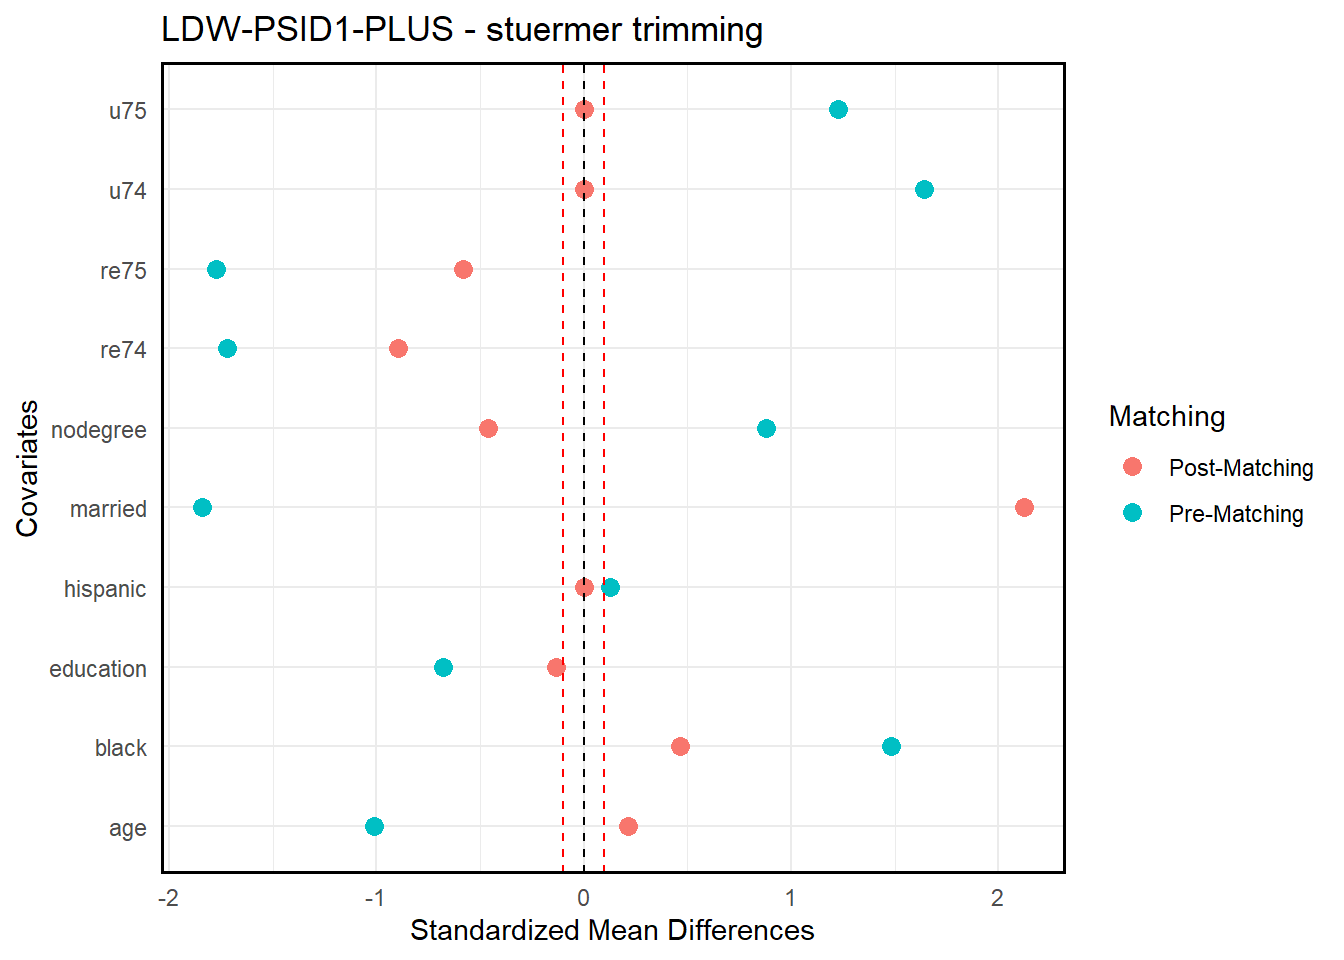 LDW-PSID1-PLUS - stuermer trimming
u75
u74
re75
re74
nodegree
married
hispanic
education
black
age
Covariates
-2
-1
0
1
2
Standardized Mean Differences
Matching
Post-Matching
Pre-Matching